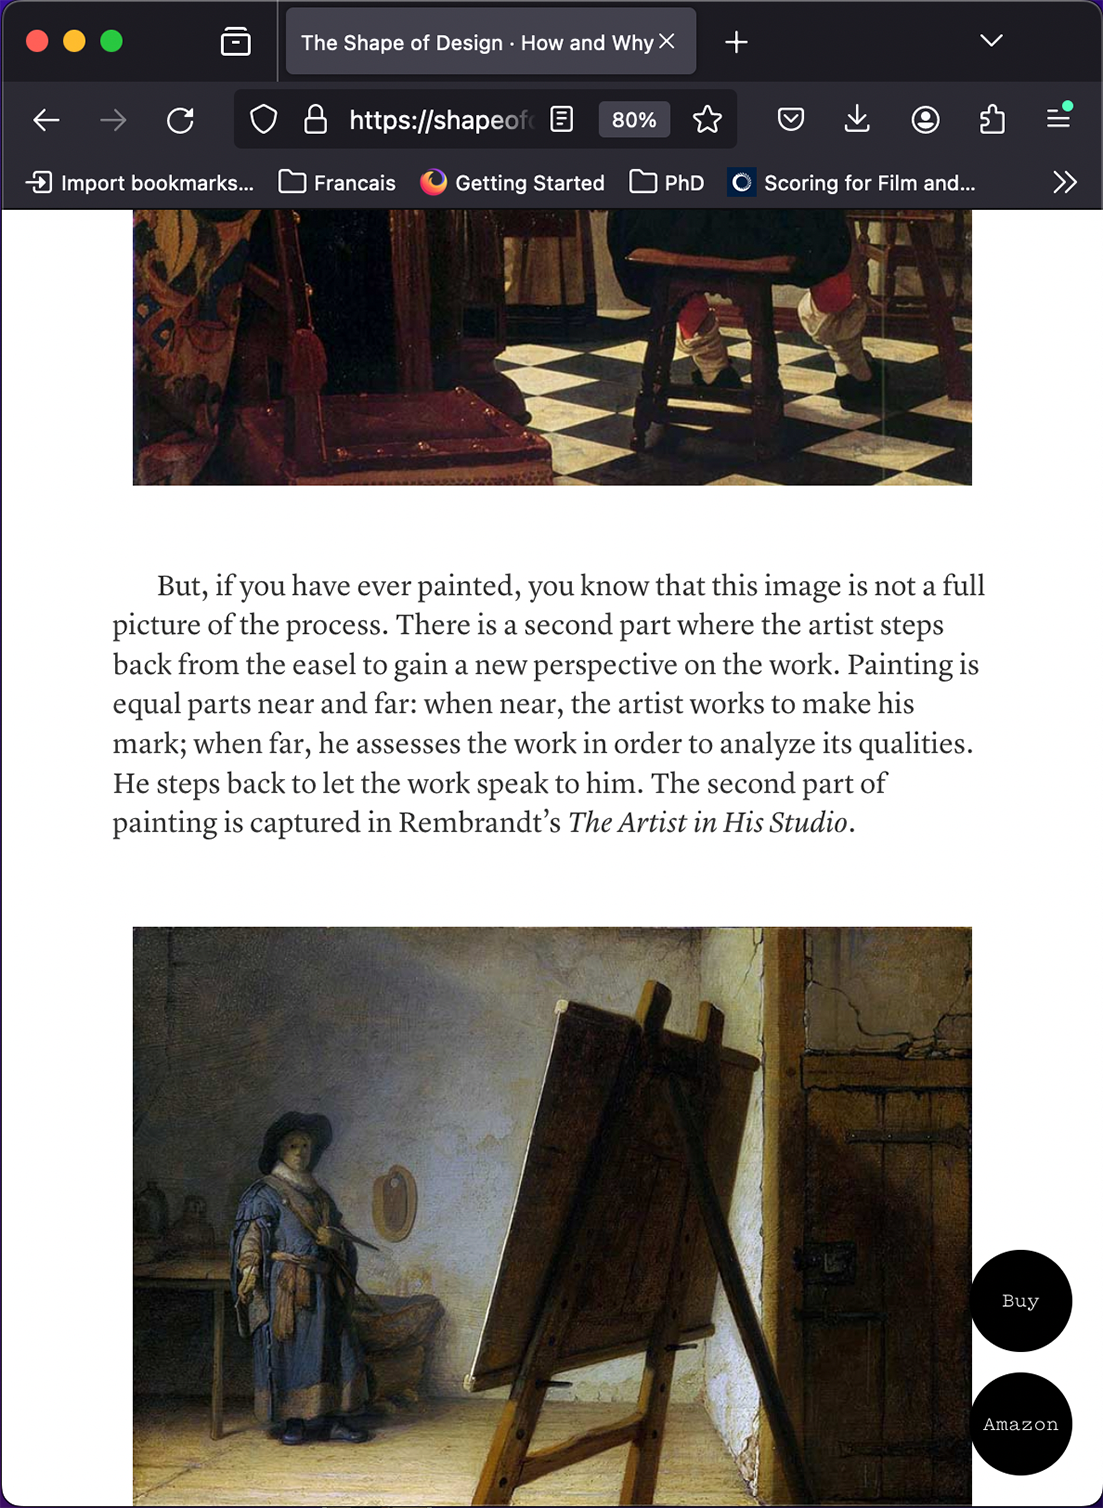 The Shape of Design · How and Why
https://shapeof
80%
Import bookmarks...
Francais
Getting Started
PhD
Scoring for Film and...
But, if you have ever painted, you know that this image is not a full
picture of the process. There is a second part where the artist steps
back from the easel to gain a new perspective on the work. Painting is
equal parts near and far: when near, the artist works to make his
mark; when far, he assesses the work in order to analyze its qualities.
He steps back to let the work speak to him. The second part of
painting is captured in Rembrandt’s The Artist in His Studio.
Buy
Amazon